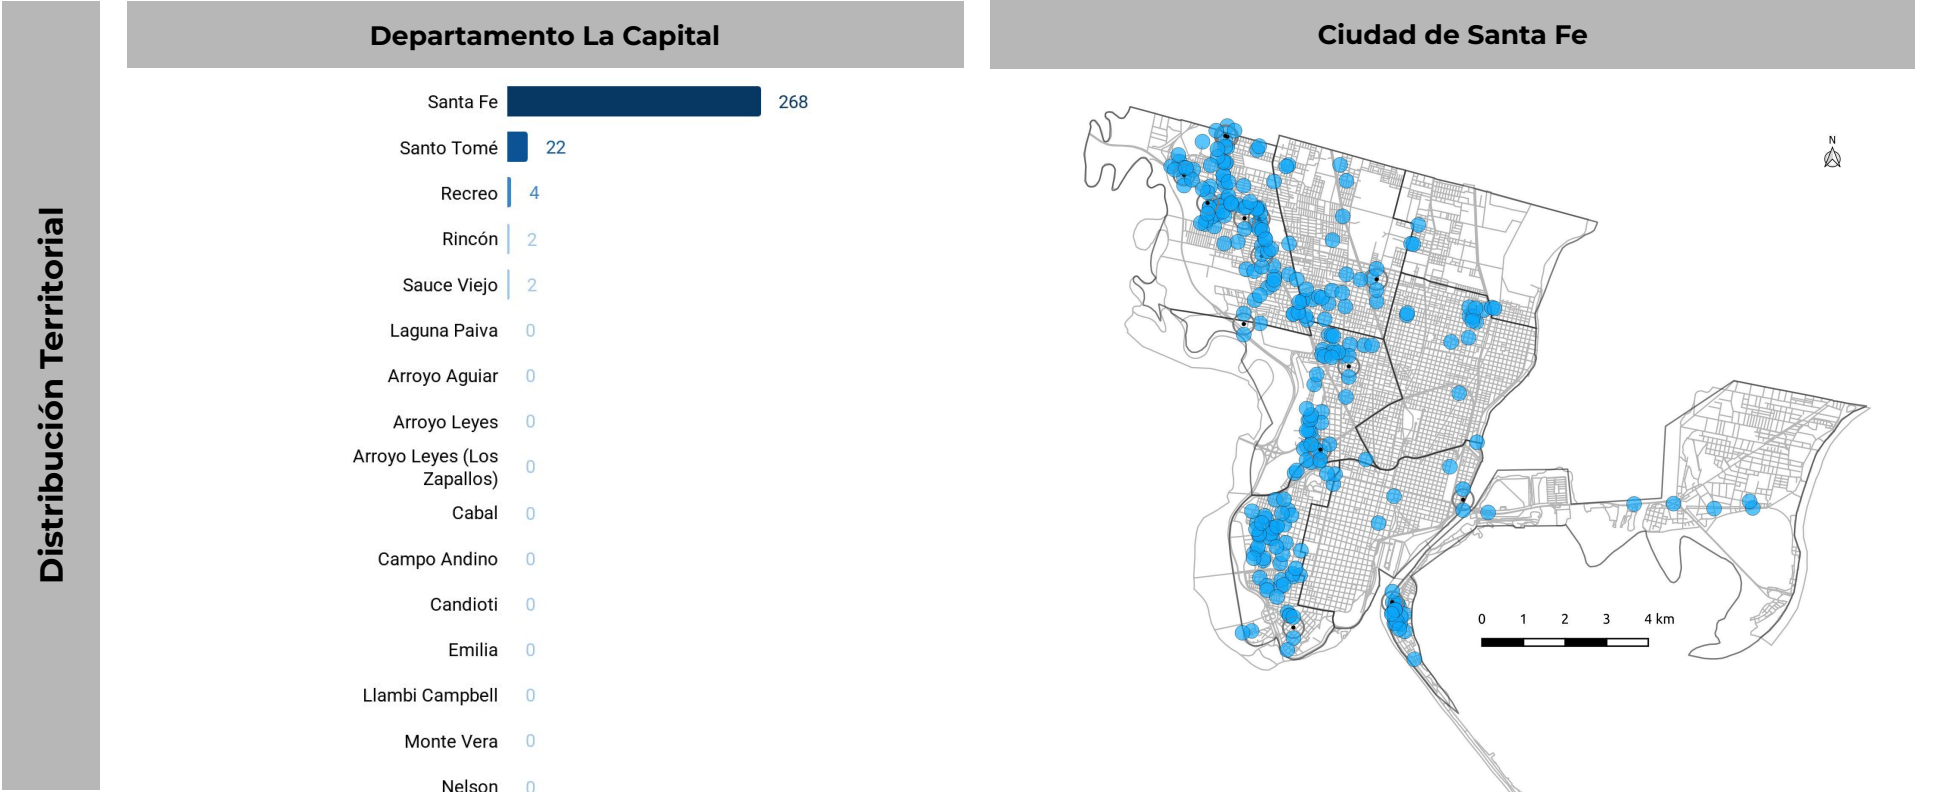 Distribución Territorial
Departamento La Capital
Santa Fe 268
Santo Tomé 22
Recreo 4
Rincón 2
Sauce Viejo 2
Laguna Paiva 0
Arroyo Aguiar 0
Arroyo Leyes 0
Arroyo Leyes (Los
Zapallos) 0
Cabal 0
Campo Andino 0
Candioti 0
Emilia 0
Llambi Campbell 0
Monte Vera 0
Nelson 0
Ciudad de Santa Fe
N
0 1 2 3 4 km